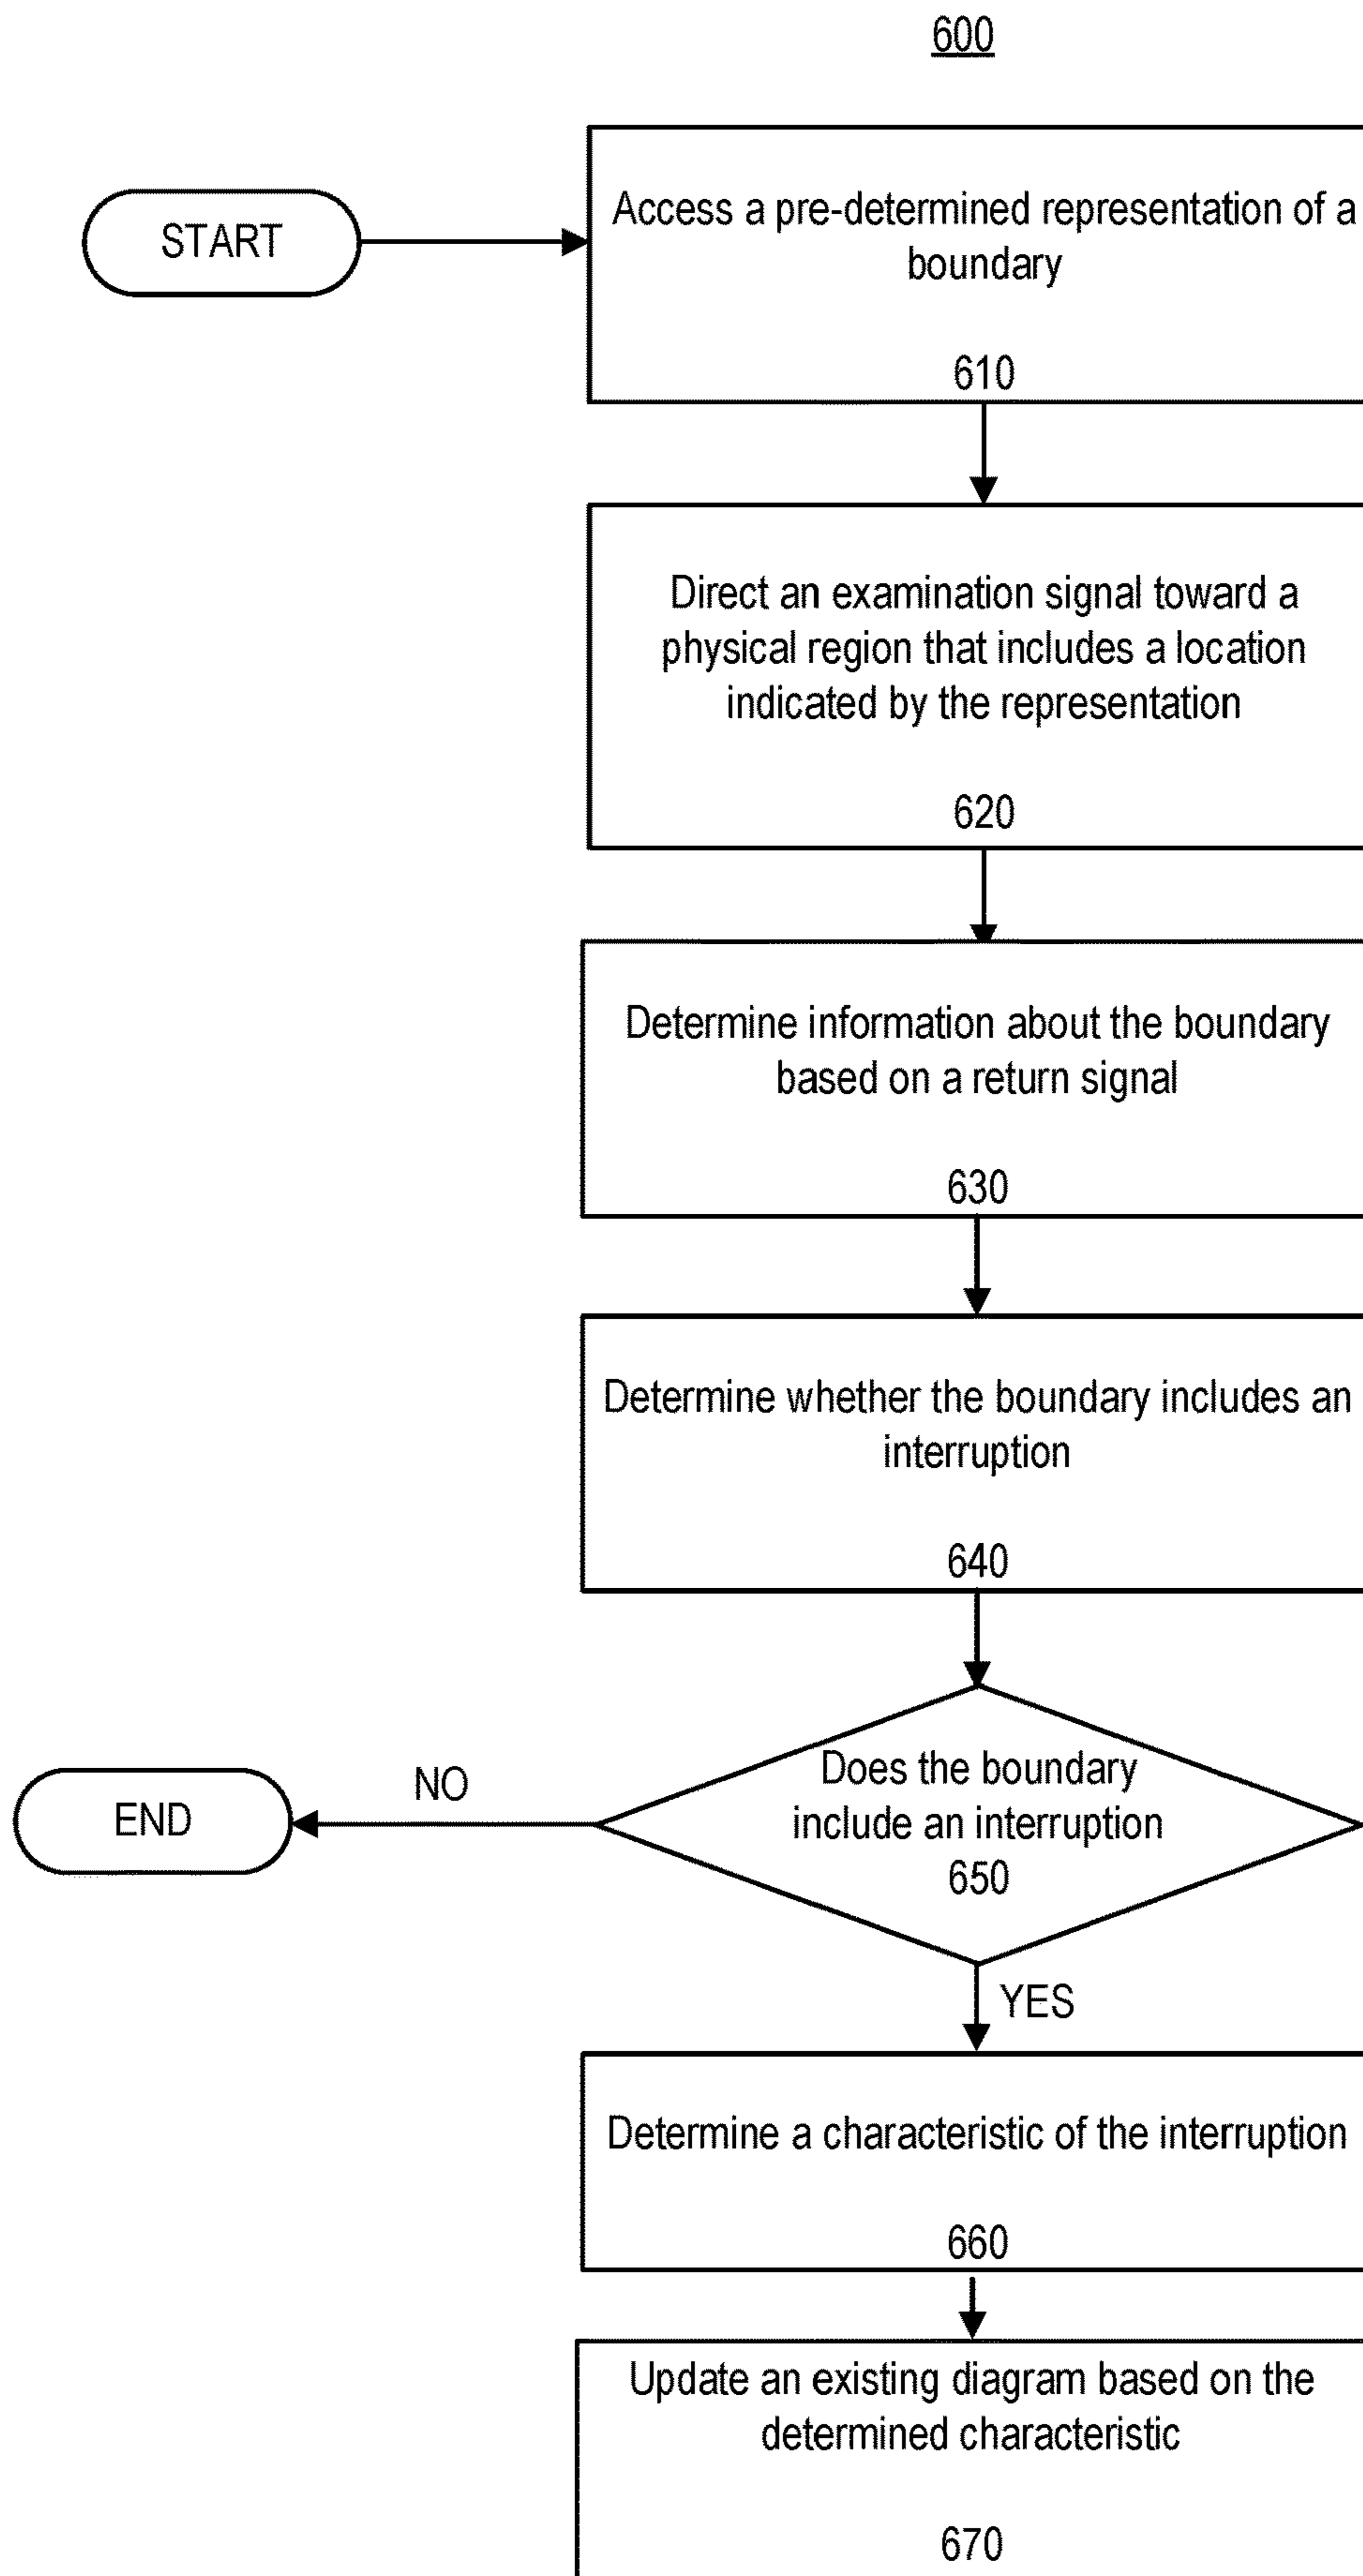 600
START
Access a pre-determined representation of a
boundary
610
Direct an examination signal toward a
physical region that includes a location
indicated by the representation
620
Determine information about the boundary
based on a return signal
630
Determine whether the boundary includes an
interruption
640
Does the boundary
include an interruption
650
NO
END
YES
Determine a characteristic of the interruption
660
Update an existing diagram based on the
determined characteristic
670